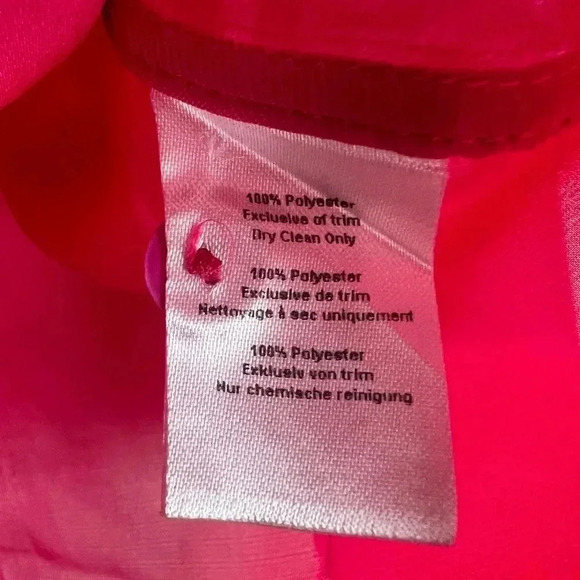 100% Polyester
Exclusive of trim
Dry Clean Only
100% Polyester
Exclusive de trim
Nettoyage à sec uniquement
100% Polyester
Exklusiv von trim
Nur chemische reinigung